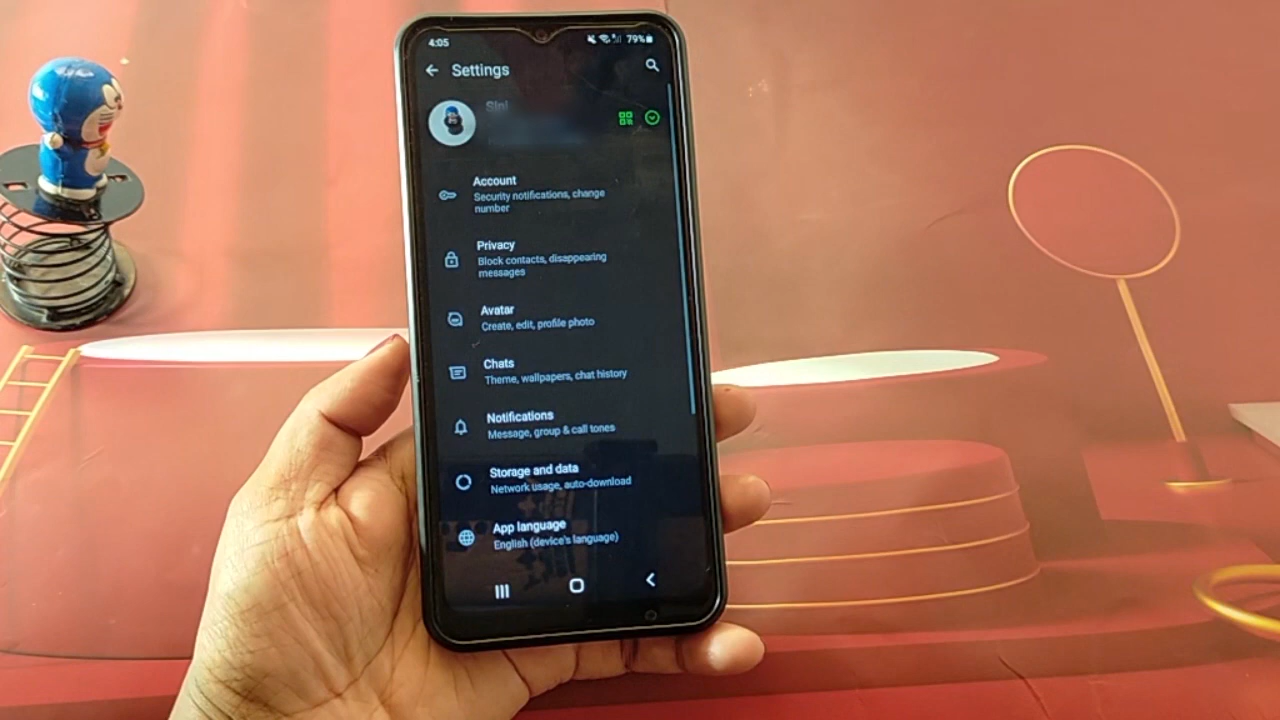 4:05
79%
Settings
Sini
Account
Security notifications, change
number
Privacy
Block contacts, disappearing
messages
Avatar
Create, edit, profile photo
Chats
Theme, wallpapers, chat history
Notifications
Message, group & call tones
Storage and data
Network usage, auto-download
App language
English (device's language)